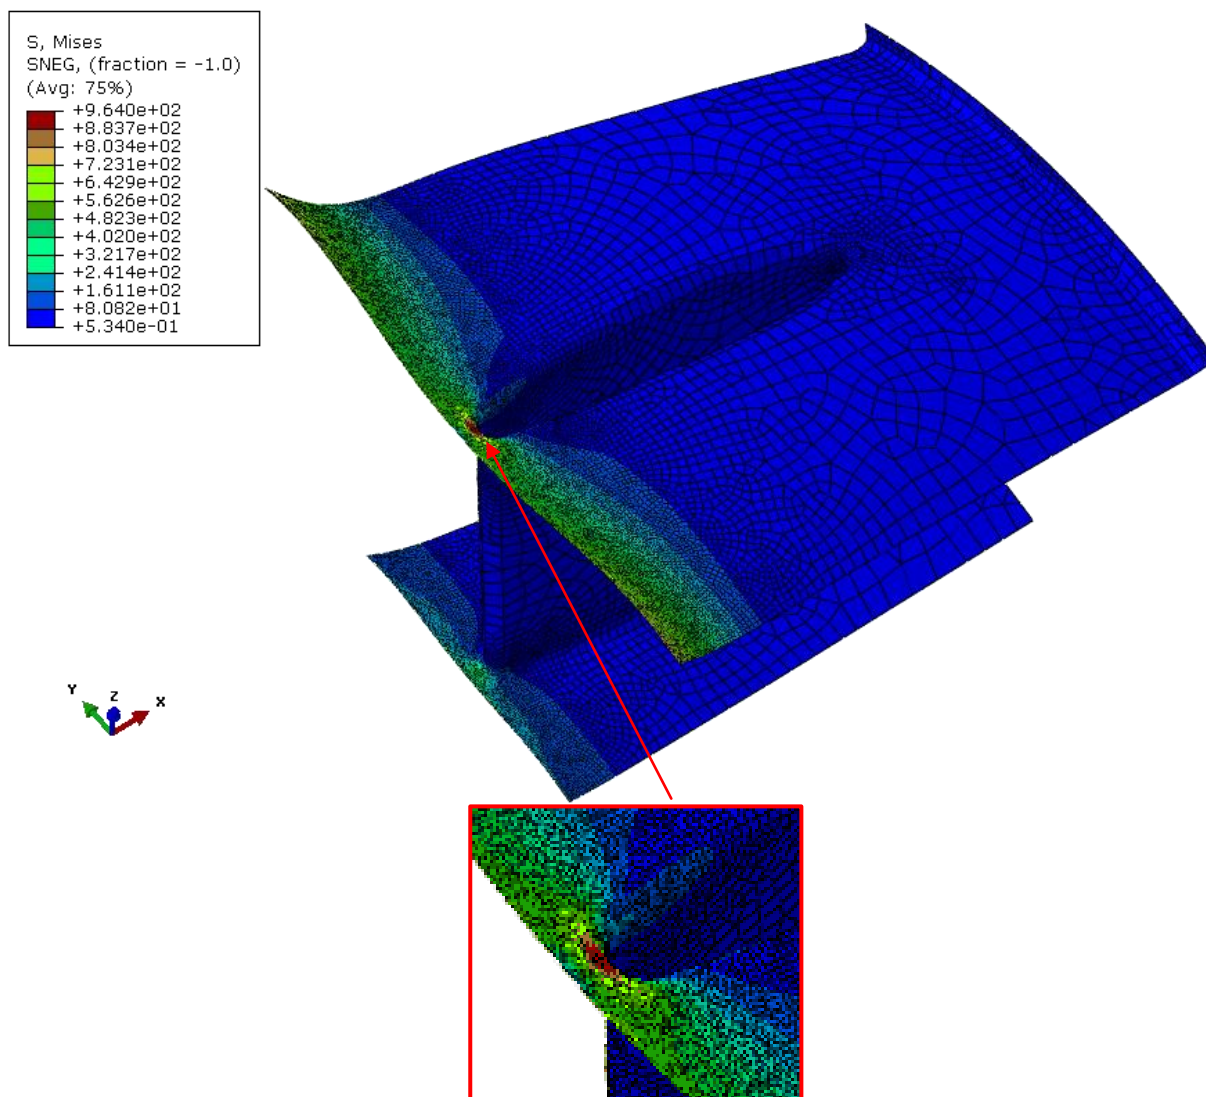 S, Mises
SNEG, (fraction = -1.0)
(Avg: 75%)
+9.640e+02
+8.837e+02
+8.034e+02
+7.231e+02
+6.429e+02
+5.626e+02
+4.823e+02
+4.020e+02
+3.217e+02
+2.414e+02
+1.611e+02
+8.082e+01
+5.340e-01
Y
Z
X